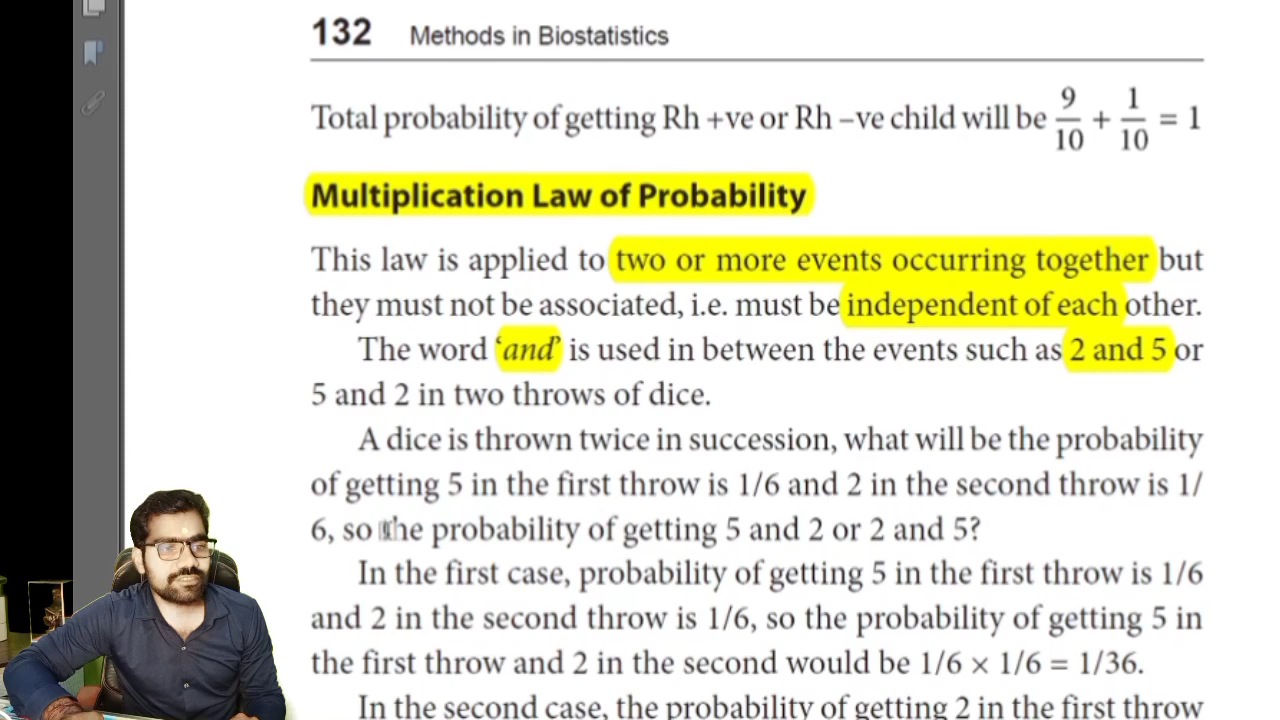 132 Methods in Biostatistics
Total probability of getting Rh +ve or Rh –ve child will be 9/10 + 1/10 = 1
Multiplication Law of Probability
This law is applied to two or more events occurring together but
they must not be associated, i.e. must be independent of each other.
The word ‘and’ is used in between the events such as 2 and 5 or
5 and 2 in two throws of dice.
A dice is thrown twice in succession, what will be the probability
of getting 5 in the first throw is 1/6 and 2 in the second throw is 1/
6, so the probability of getting 5 and 2 or 2 and 5?
In the first case, probability of getting 5 in the first throw is 1/6
and 2 in the second throw is 1/6, so the probability of getting 5 in
the first throw and 2 in the second would be 1/6 × 1/6 = 1/36.
In the second case, the probability of getting 2 in the first throw